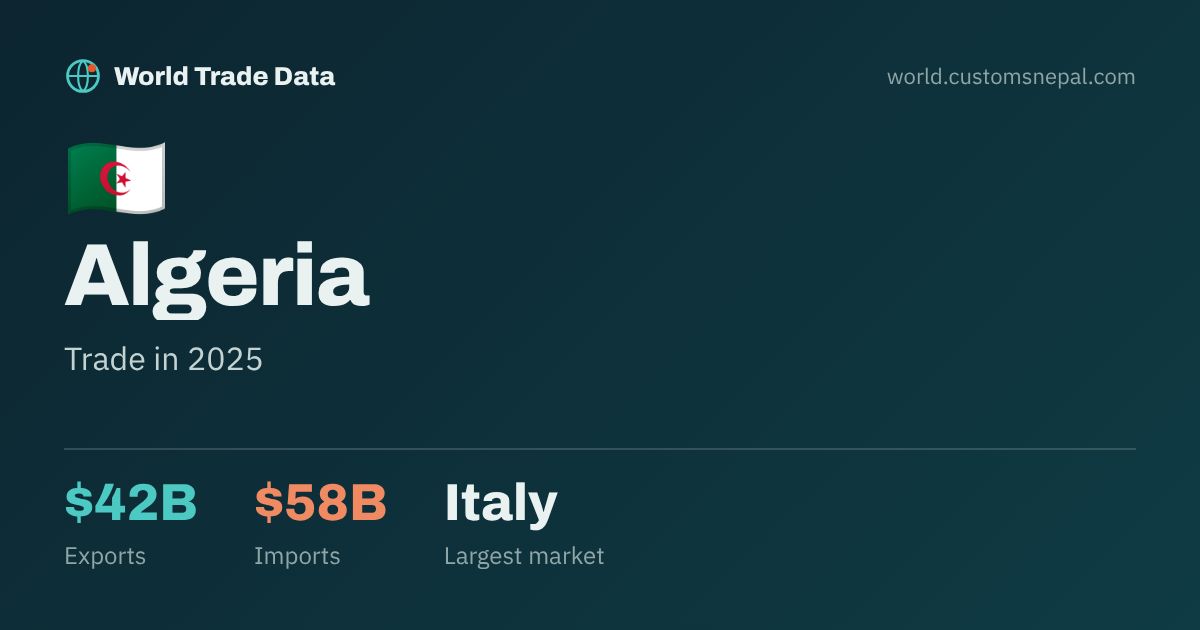 World Trade Data
world.customsnepal.com
Algeria
Trade in 2025
$42B
Exports
$58B
Imports
Italy
Largest market